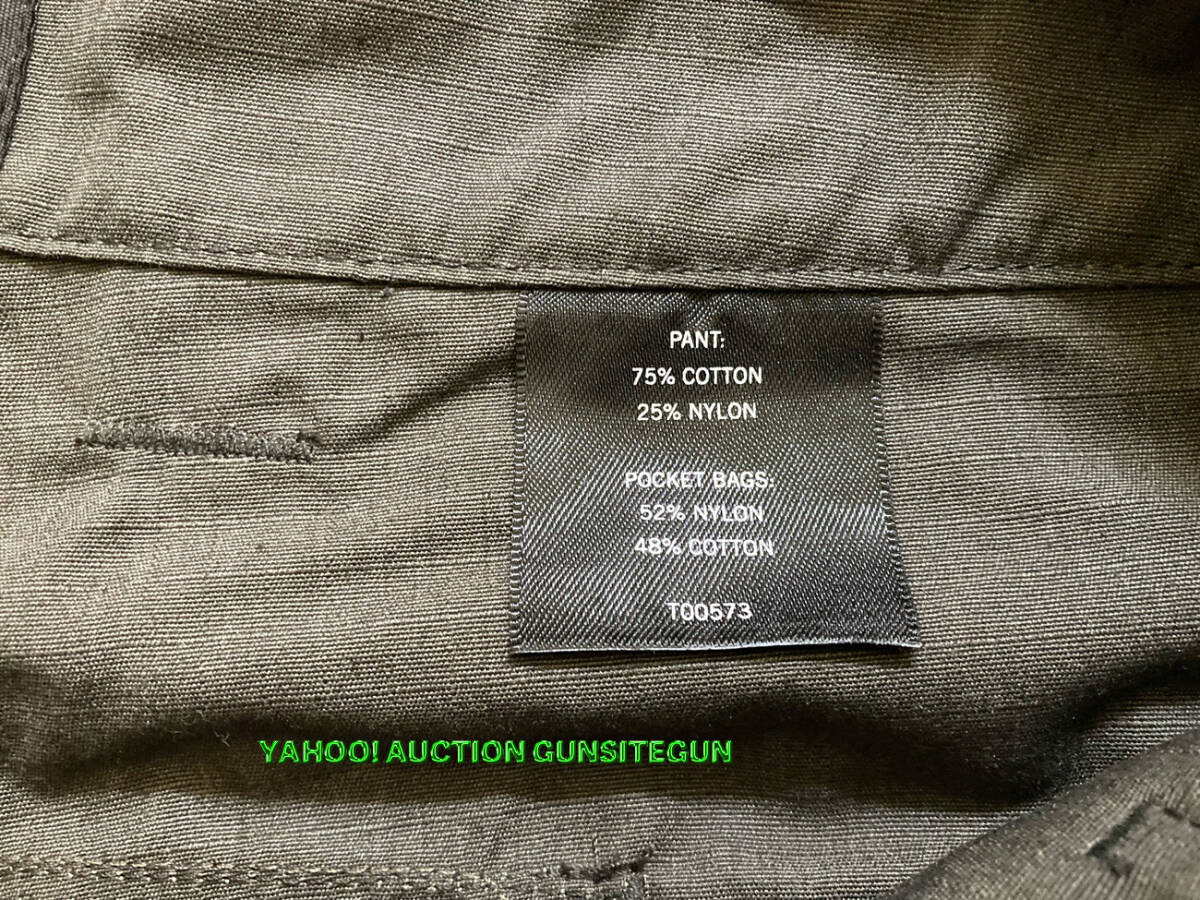 PANT:
75% COTTON
25% NYLON
POCKET BAGS:
52% NYLON
48% COTTON
T00573
YAHOO! AUCTION GUNSITEGUN